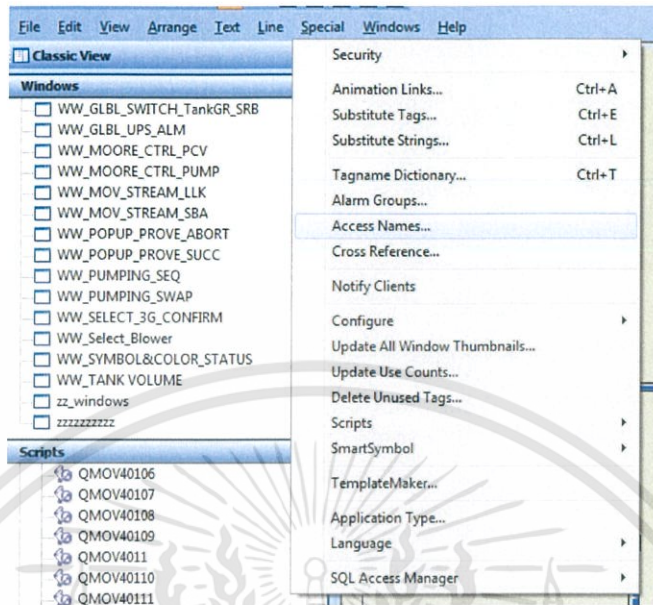 File Edit View Arrange Text Line Special Windows Help
Classic View
Windows
WW_GLBL_SWITCH_TankGR_SRB
WW_GLBL_UPS_ALM
WW_MOORE_CTRL_PCV
WW_MOORE_CTRL_PUMP
WW_MOV_STREAM_LLK
WW_MOV_STREAM_SBA
WW_POPUP_PROVE_ABORT
WW_POPUP_PROVE_SUCC
WW_PUMPING_SEQ
WW_PUMPING_SWAP
WW_SELECT_3G_CONFIRM
WW_Select_Blower
WW_SYMBOL&COLOR_STATUS
WW_TANK VOLUME
zz_windows
zzzzzzzzzz
Scripts
QMOV40106
QMOV40107
QMOV40108
QMOV40109
QMOV4011
QMOV40110
QMOV40111
Security
Animation Links... Ctrl+A
Substitute Tags... Ctrl+E
Substitute Strings... Ctrl+L
Tagname Dictionary... Ctrl+T
Alarm Groups...
Access Names...
Cross Reference...
Notify Clients
Configure
Update All Window Thumbnails...
Update Use Counts...
Delete Unused Tags...
Scripts
SmartSymbol
TemplateMaker...
Application Type...
Language
SQL Access Manager